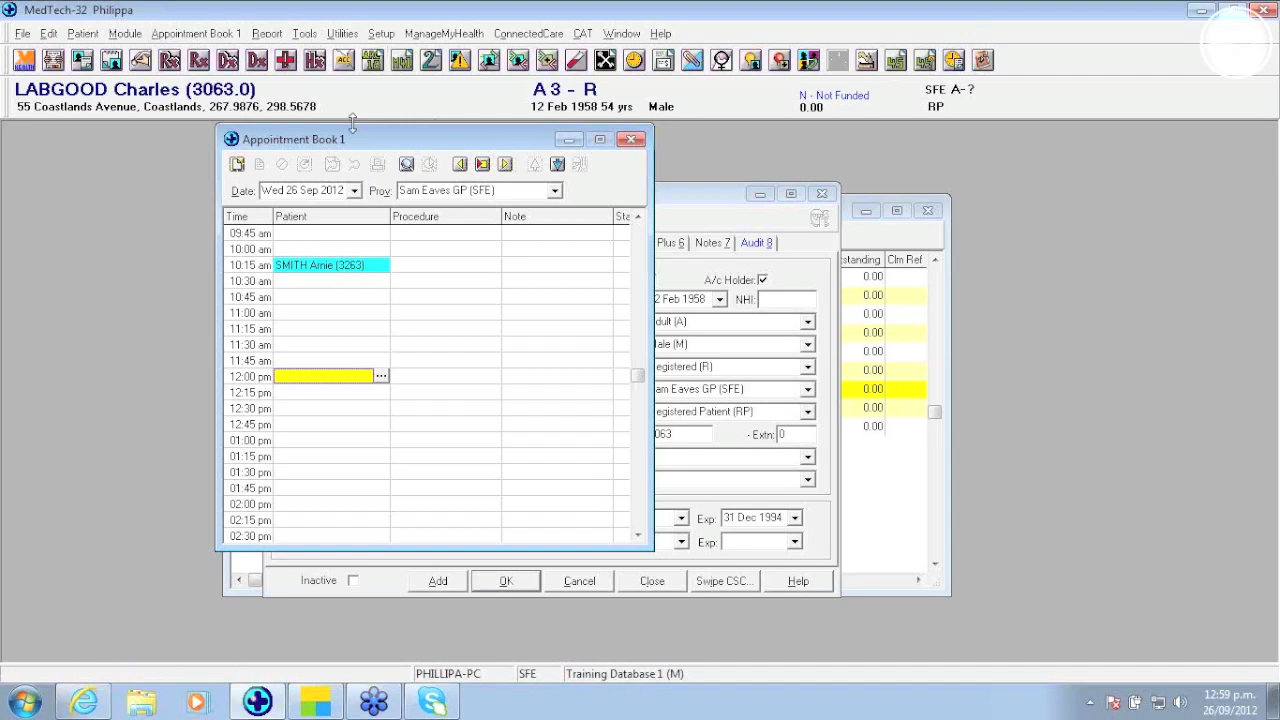 MedTech-32 Philippa
File Edit Patient Module Appointment Book 1 Report Tools Utilities Setup ManageMyHealth ConnectedCare CAT Window Help
LABGOOD Charles (3063.0) A 3 - R N - Not Funded SFE A-?
55 Coastlands Avenue, Coastlands, 267.9876, 298.5678 12 Feb 1958 54 yrs Male 0.00 RP
Appointment Book 1
Date: Wed 26 Sep 2012 Prov: Sam Eaves GP (SFE)
Time Patient Procedure Note Sta
09:45 am
10:00 am
10:15 am SMITH Arnie (3263)
10:30 am
10:45 am
11:00 am
11:15 am
11:30 am
11:45 am
12:00 pm ...
12:15 pm
12:30 pm
12:45 pm
01:00 pm
01:15 pm
01:30 pm
01:45 pm
02:00 pm
02:15 pm
02:30 pm
Plus 6 Notes 7 Audit 8
A/c Holder:
2 Feb 1958 NHI:
dult (A)
ale (M)
egistered (R)
am Eaves GP (SFE)
egistered Patient (RP)
063 - Extn: 0
Exp: 31 Dec 1994
Exp:
standing Clm Ref
0.00
0.00
0.00
0.00
0.00
0.00
0.00
0.00
0.00
Inactive Add OK Cancel Close Swipe CSC... Help
PHILLIPA-PC SFE Training Database1 (M)
12:59 p.m.
26/09/2012